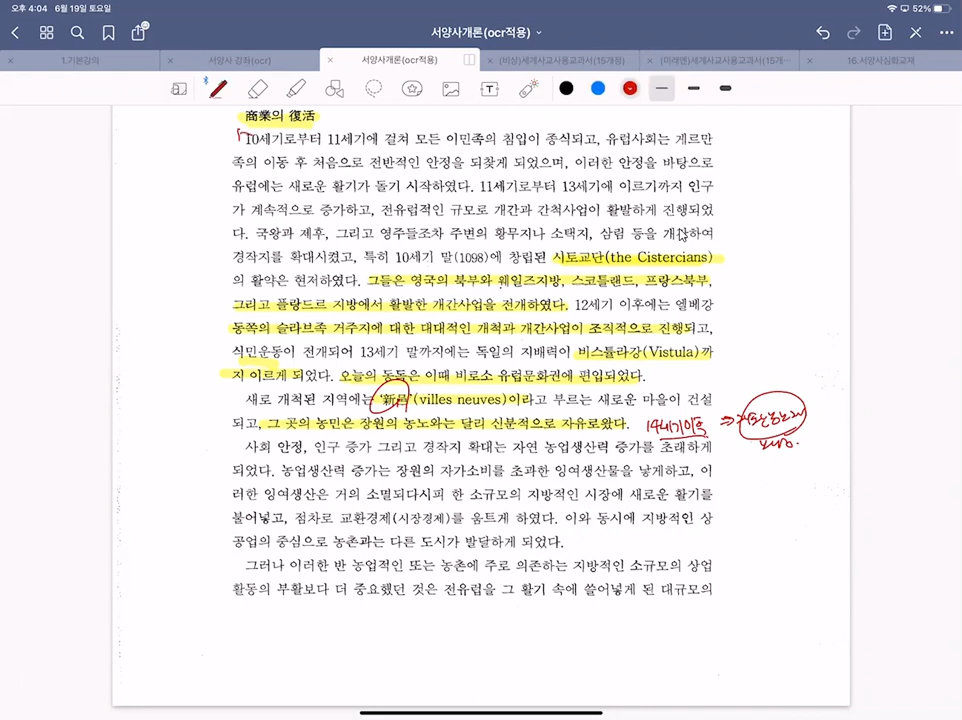 오후 4:04 6월 19일 토요일
52%
서양사개론(ocr적용)
1.기본강의
서양사 강좌(ocr)
서양사개론(ocr적용)
(비상)세계사교사용교과서(15개정)
(미래엔)세계사교사용교과서(15개…
16.서양사심화교재
商業의 復活
10세기로부터 11세기에 걸쳐 모든 이민족의 침입이 종식되고, 유럽사회는 게르만
족의 이동 후 처음으로 전반적인 안정을 되찾게 되었으며, 이러한 안정을 바탕으로
유럽에는 새로운 활기가 돌기 시작하였다. 11세기로부터 13세기에 이르기까지 인구
가 계속적으로 증가하고, 전유럽적인 규모로 개간과 간척사업이 활발하게 진행되었
다. 국왕과 제후, 그리고 영주들조차 주변의 황무지나 소택지, 삼림 등을 개간하여
경작지를 확대시켰고, 특히 10세기 말(1098)에 창립된 시토교단(the Cistercians)
의 활약은 현저하였다. 그들은 영국의 북부와 웨일즈지방, 스코틀랜드, 프랑스북부,
그리고 플랑드르 지방에서 활발한 개간사업을 전개하였다. 12세기 이후에는 엘베강
동쪽의 슬라브족 거주지에 대한 대대적인 개척과 개간사업이 조직적으로 진행되고,
식민운동이 전개되어 13세기 말까지에는 독일의 지배력이 비스튤라강(Vistula)까
지 이르게 되었다. 오늘의 동독은 이때 비로소 유럽문화권에 편입되었다.
새로 개척된 지역에는 '新昌'(villes neuves)이라고 부르는 새로운 마을이 건설
되고, 그 곳의 농민은 장원의 농노와는 달리 신분적으로 자유로왔다. 14세기이후 ⇒
사회 안정, 인구 증가 그리고 경작지 확대는 자연 농업생산력 증가를 초래하게
되었다. 농업생산력 증가는 장원의 자가소비를 초과한 잉여생산물을 낳게하고, 이
러한 잉여생산은 거의 소멸되다시피 한 소규모의 지방적인 시장에 새로운 활기를
불어넣고, 점차로 교환경제(시장경제)를 움트게 하였다. 이와 동시에 지방적인 상
공업의 중심으로 농촌과는 다른 도시가 발달하게 되었다.
그러나 이러한 반 농업적인 또는 농촌에 주로 의존하는 지방적인 소규모의 상업
활동의 부활보다 더 중요했던 것은 전유럽을 그 활기 속에 쓸어넣게 된 대규모의